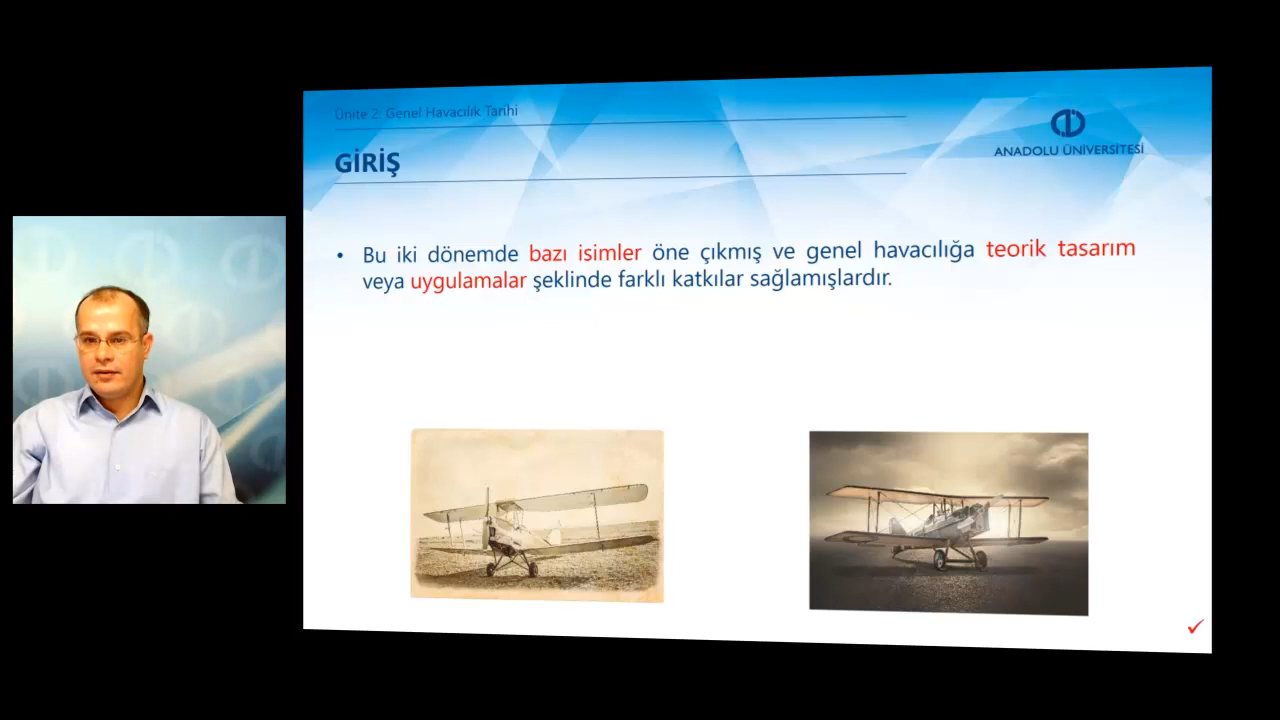 Ünite 2: Genel Havacılık Tarihi
GİRİŞ
ANADOLU ÜNİVERSİTESİ
• Bu iki dönemde bazı isimler öne çıkmış ve genel havacılığa teorik tasarım
veya uygulamalar şeklinde farklı katkılar sağlamışlardır.